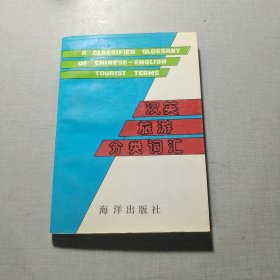 A CLASSIFIED GLOSSART
OF CHINESE-ENGLISH
TOURIST TERMS
汉英
旅游
分类词汇
海洋出版社